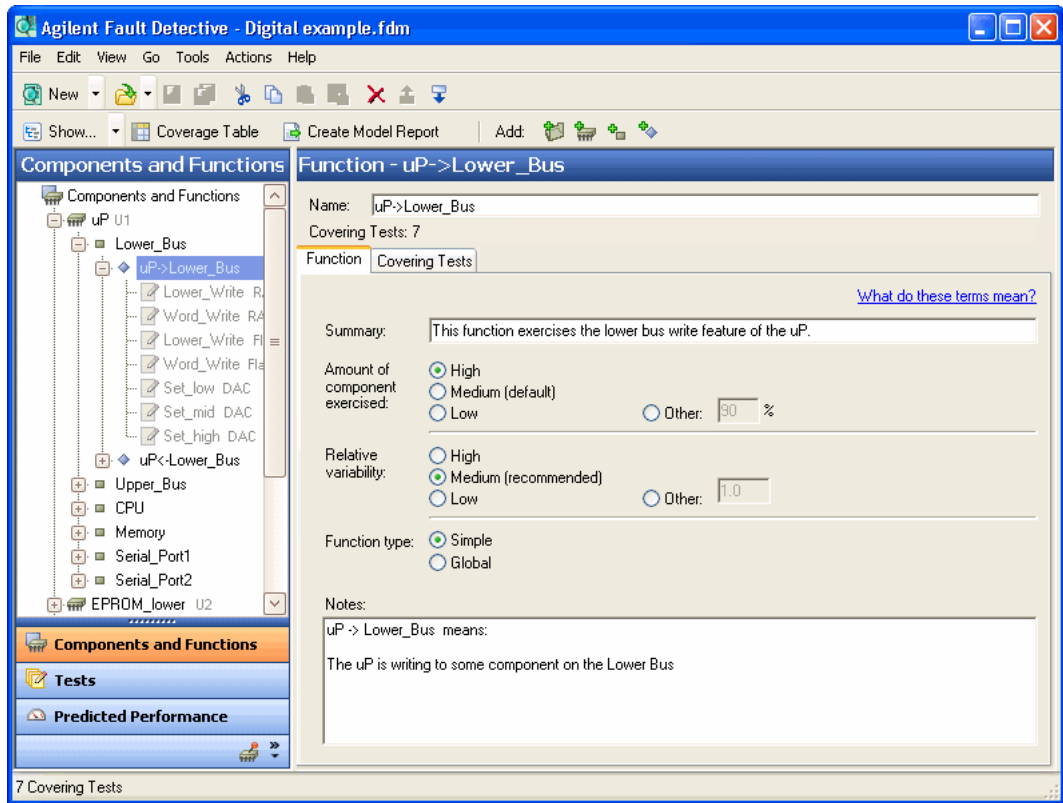 Agilent Fault Detective - Digital example.fdm
File Edit View Go Tools Actions Help
New
Show... Coverage Table Create Model Report Add:
Components and Functions
Function - uP->Lower_Bus
Components and Functions
uP U1
Lower_Bus
uP->Lower_Bus
Lower_Write RA
Word_Write RA
Lower_Write Fl
Word_Write Fla
Set_low DAC
Set_mid DAC
Set_high DAC
uP<-Lower_Bus
Upper_Bus
CPU
Memory
Serial_Port1
Serial_Port2
EPROM_lower U2
Components and Functions
Tests
Predicted Performance
Name: uP->Lower_Bus
Covering Tests: 7
Function Covering Tests
What do these terms mean?
Summary: This function exercises the lower bus write feature of the uP.
Amount of component exercised:
High
Medium (default)
Low Other: 90 %
Relative variability:
High
Medium (recommended)
Low Other: 1.0
Function type: Simple
Global
Notes:
uP -> Lower_Bus means:
The uP is writing to some component on the Lower Bus
7 Covering Tests